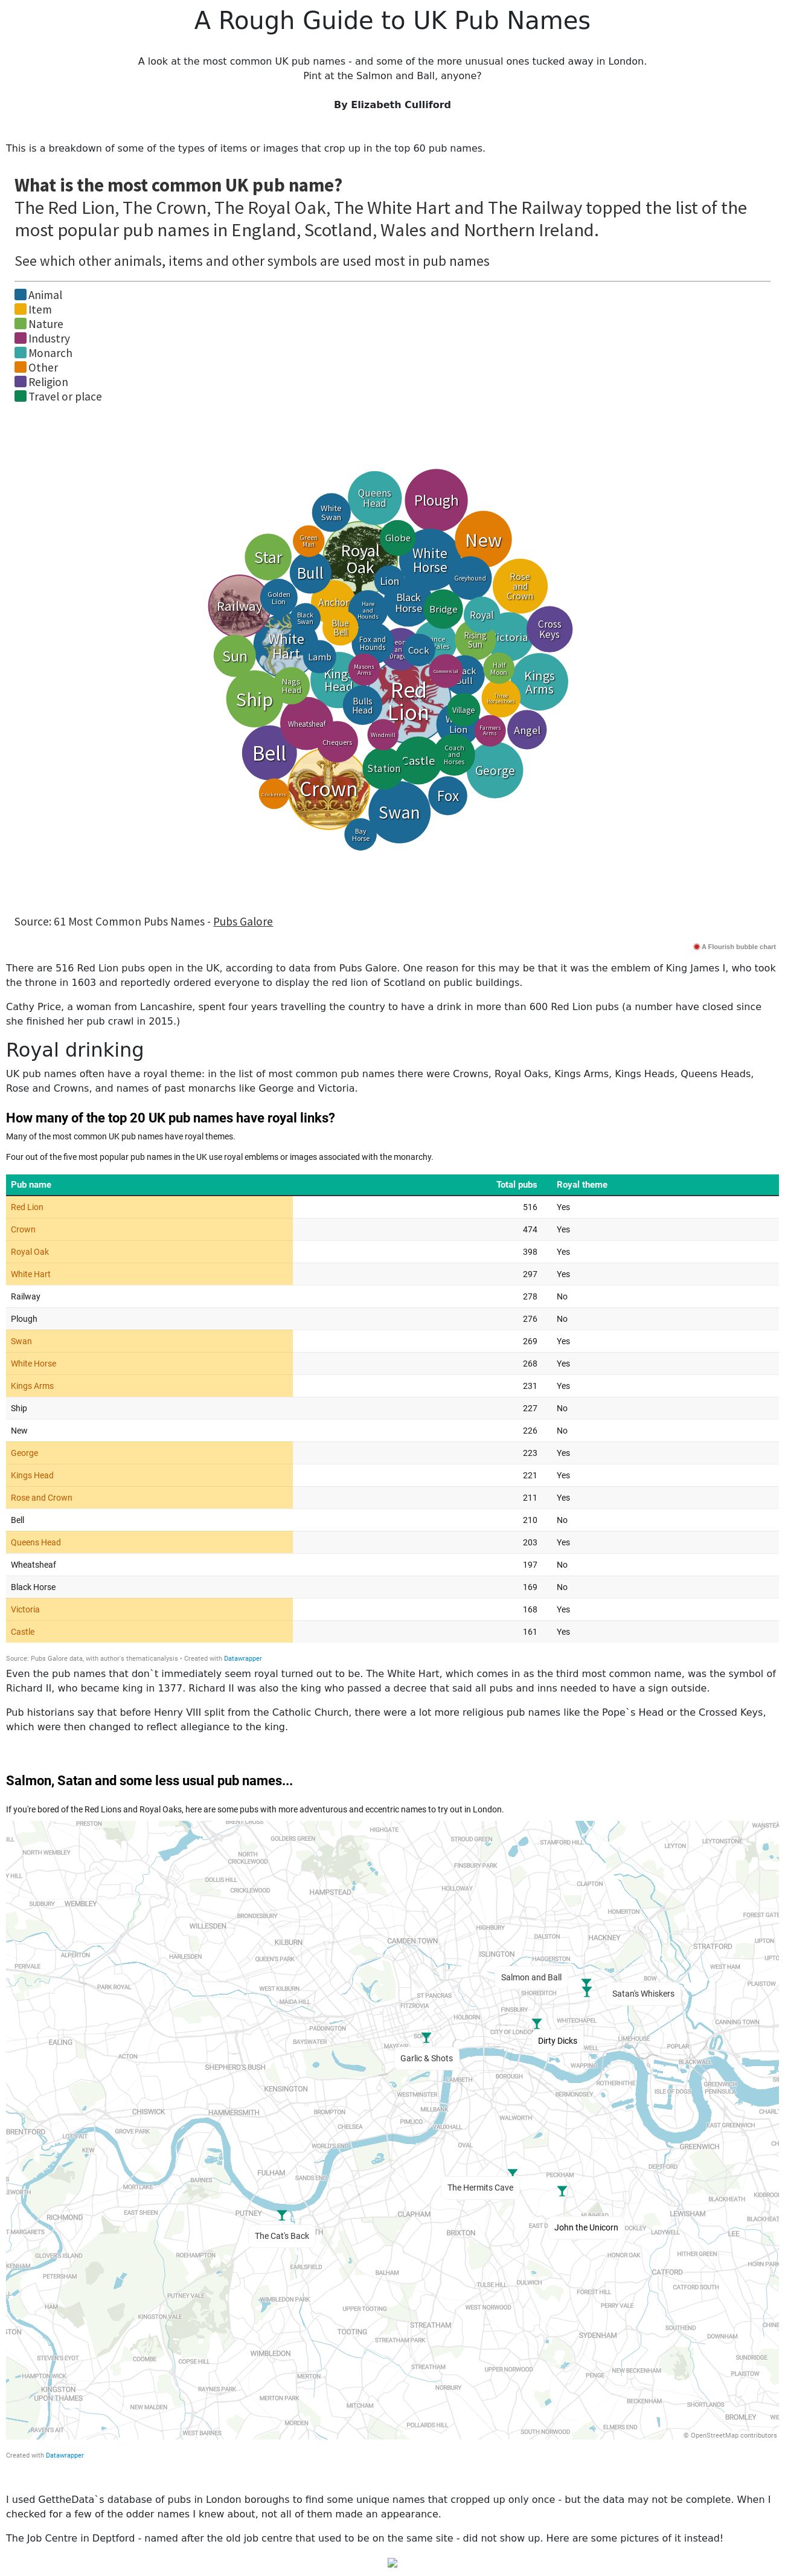 A Rough Guide to UK Pub Names
A look at the most common UK pub names - and some of the more unusual ones tucked away in London.
Pint at the Salmon and Ball, anyone?
By Elizabeth Culliford
This is a breakdown of some of the types of items or images that crop up in the top 60 pub names.
What is the most common UK pub name?
The Red Lion, The Crown, The Royal Oak, The White Hart and The Railway topped the list of the
most popular pub names in England, Scotland, Wales and Northern Ireland.
See which other animals, items and other symbols are used most in pub names
Animal
Item
Nature
Industry
Monarch
Other
Religion
Travel or place
Queens
Head
Plough
White
Swan
Green
Man
Globe
New
Star
Royal
Oak
White
Horse
Bull
Lion
Greyhound
Rose
and
Crown
Golden
Lion
Railway
Anchor
Hare
and
Hounds
Black
Horse
Bridge
Royal
Black
Swan
Blue
Bell
Cross
Keys
White
Hart
Fox and
Hounds
Cock
Rising
Sun
Sun
Lamb
Masons
Arms
Commercial
Half
Moon
Kings
Arms
Nags
Head
Kings
Head
Red
Lion
Ship
Bulls
Head
Village
Three
Horseshoes
Wheatsheaf
Lion
Farmers
Arms
Angel
Windmill
Chequers
Bell
Coach
and
Horses
Castle
Station
George
Crown
Cricketers
Fox
Swan
Bay
Horse
Source: 61 Most Common Pubs Names - Pubs Galore
A Flourish bubble chart
There are 516 Red Lion pubs open in the UK, according to data from Pubs Galore. One reason for this may be that it was the emblem of King James I, who took
the throne in 1603 and reportedly ordered everyone to display the red lion of Scotland on public buildings.
Cathy Price, a woman from Lancashire, spent four years travelling the country to have a drink in more than 600 Red Lion pubs (a number have closed since
she finished her pub crawl in 2015.)
Royal drinking
UK pub names often have a royal theme: in the list of most common pub names there were Crowns, Royal Oaks, Kings Arms, Kings Heads, Queens Heads,
Rose and Crowns, and names of past monarchs like George and Victoria.
How many of the top 20 UK pub names have royal links?
Many of the most common UK pub names have royal themes.
Four out of the five most popular pub names in the UK use royal emblems or images associated with the monarchy.
Pub name Total pubs Royal theme
Red Lion 516 Yes
Crown 474 Yes
Royal Oak 398 Yes
White Hart 297 Yes
Railway 278 No
Plough 276 No
Swan 269 Yes
White Horse 268 Yes
Kings Arms 231 Yes
Ship 227 No
New 226 No
George 223 Yes
Kings Head 221 Yes
Rose and Crown 211 Yes
Bell 210 No
Queens Head 203 Yes
Wheatsheaf 197 No
Black Horse 169 No
Victoria 168 Yes
Castle 161 Yes
Source: Pubs Galore data, with author's thematicanalysis • Created with Datawrapper
Even the pub names that don`t immediately seem royal turned out to be. The White Hart, which comes in as the third most common name, was the symbol of
Richard II, who became king in 1377. Richard II was also the king who passed a decree that said all pubs and inns needed to have a sign outside.
Pub historians say that before Henry VIII split from the Catholic Church, there were a lot more religious pub names like the Pope`s Head or the Crossed Keys,
which were then changed to reflect allegiance to the king.
Salmon, Satan and some less usual pub names...
If you're bored of the Red Lions and Royal Oaks, here are some pubs with more adventurous and eccentric names to try out in London.
PRESTON
HIGHGATE
GOLDERS GREEN
STROUD GREEN
STAMFORD HILL
LEYTON
LEYTONSTONE
NORTH WEMBLEY
NORTH
CRICKLEWOOD
FINSBURY PARK
DOLLIS HILL
CRICKLEWOOD
HAMPSTEAD
HOLLOWAY
CLAPTON
SUDBURY
WEMBLEY
BRONDESBURY
HIGHBURY
HOMERTON
WILLESDEN
KILBURN
CAMDEN TOWN
DALSTON
HACKNEY
ALPERTON
HARLESDEN
QUEEN'S PARK
ISLINGTON
HAGGERSTON
STRATFORD
UPTON
PERIVALE
WEST HAM
PARK ROYAL
WEST KILBURN
MAIDA HILL
ST PANCRAS
FITZROVIA
Salmon and Ball
SHOREDITCH
BOW
Satan's Whiskers
PLAISTOW
HOLBORN
FINSBURY
PADDINGTON
BAYSWATER
CITY OF LONDON
WHITECHAPEL
CANNING TOWN
EALING
ACTON
Dirty Dicks
LIMEHOUSE
POPLAR
Garlic & Shots
SHEPHERD'S BUSH
WAPPING
BLACKWALL
BOROUGH
ROTHERHITHE
KENSINGTON
WESTMINSTER
BERMONDSEY
ISLE OF DOGS
GREENWICH
PENINSULA
CHISWICK
HAMMERSMITH
BROMPTON
MILLBANK
PIMLICO
WALWORTH
BRENTFORD
GROVE PARK
CHELSEA
VAUXHALL
EAST GREENWICH
KEW
WORLD'S END
OVAL
GREENWICH
BARNES
FULHAM
SANDS END
PECKHAM
DEPTFORD
MORTLAKE
The Hermits Cave
BLACKHEATH
RICHMOND
EAST SHEEN
PUTNEY
CLAPHAM
LEWISHAM
The Cat's Back
BRIXTON
John the Unicorn
LADYWELL
LEE
ROEHAMPTON
EARLSFIELD
HONOR OAK
HITHER GREEN
PETERSHAM
BALHAM
CATFORD
TULSE HILL
DULWICH
FOREST HILL
CATFORD SOUTH
HAM
PUTNEY VALE
WIMBLEDON PARK
UPPER TOOTING
WEST NORWOOD
PERRY VALE
KINGSTON VALE
TOOTING
STREATHAM
STREATHAM PARK
SYDENHAM
SOUTHEND
DOWNHAM
COOMBE
COPSE HILL
WIMBLEDON
STREATHAM
UPPER NORWOOD
PENGE
NEW BECKENHAM
PLAISTOW
KINGSTON
UPON THAMES
RAYNES PARK
MERTON
MERTON PARK
NORBURY
BECKENHAM
SHORTLANDS
NEW MALDEN
MITCHAM
MORDEN
POLLARDS HILL
BROMLEY
WEST BARNES
SOUTH NORWOOD
ELMERS END
© OpenStreetMap contributors
Created with Datawrapper
I used GettheData`s database of pubs in London boroughs to find some unique names that cropped up only once - but the data may not be complete. When I
checked for a few of the odder names I knew about, not all of them made an appearance.
The Job Centre in Deptford - named after the old job centre that used to be on the same site - did not show up. Here are some pictures of it instead!